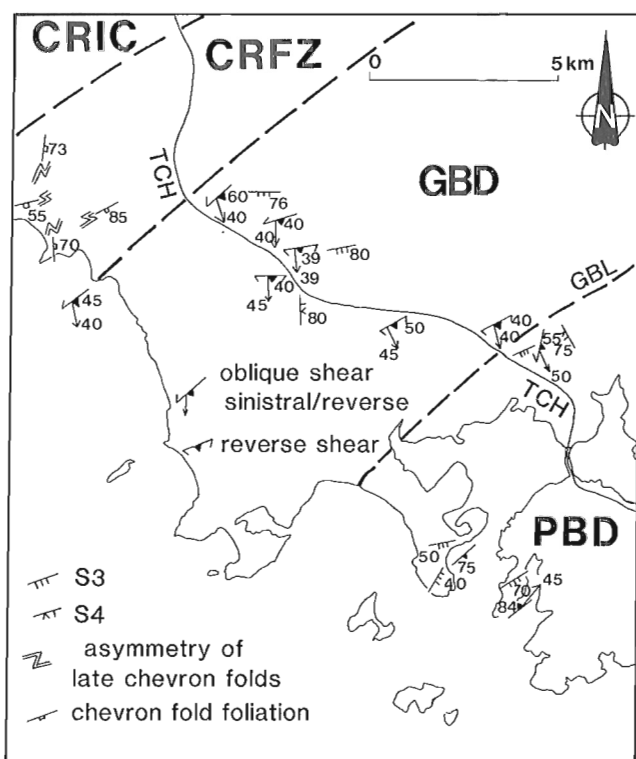 CRIC
CRFZ
0 5 km
N
TCH
GBD
73
55
85
70
60
76
40
40
40
39
80
39
40
45
80
45
40
50
45
GBL
40
40
55
75
50
TCH
oblique shear
sinistral/reverse
reverse shear
PBD
50
75
40
70
45
84
S3
S4
asymmetry of
late chevron folds
chevron fold foliation